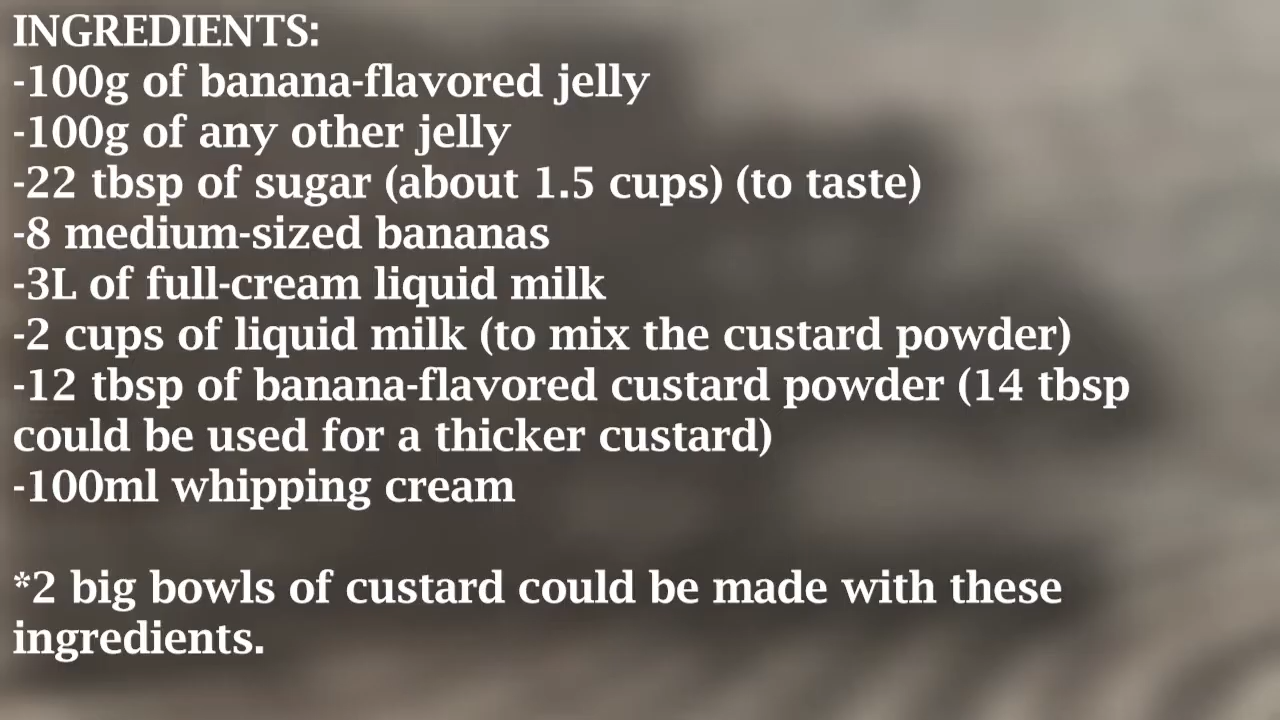 INGREDIENTS:
-100g of banana-flavored jelly
-100g of any other jelly
-22 tbsp of sugar (about 1.5 cups) (to taste)
-8 medium-sized bananas
-3L of full-cream liquid milk
-2 cups of liquid milk (to mix the custard powder)
-12 tbsp of banana-flavored custard powder (14 tbsp
could be used for a thicker custard)
-100ml whipping cream
*2 big bowls of custard could be made with these
ingredients.